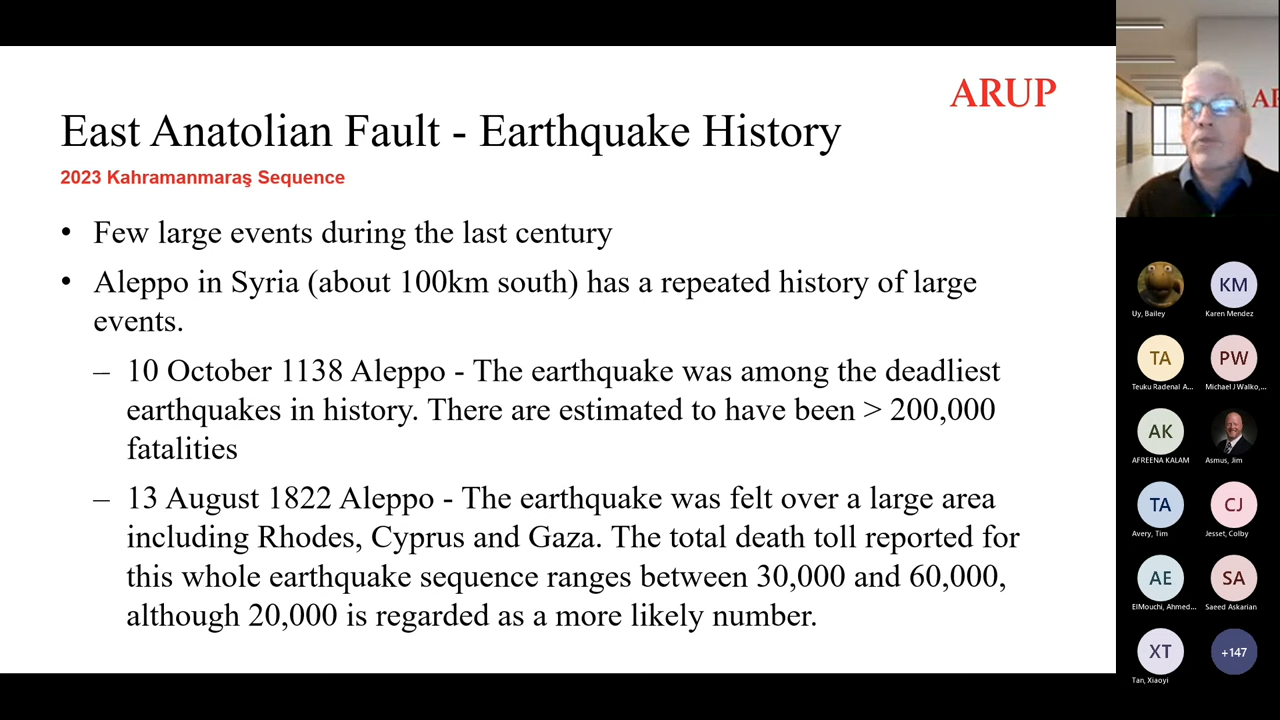 ARUP
East Anatolian Fault - Earthquake History
2023 Kahramanmaraş Sequence
• Few large events during the last century
• Aleppo in Syria (about 100km south) has a repeated history of large
events.
– 10 October 1138 Aleppo - The earthquake was among the deadliest
earthquakes in history. There are estimated to have been > 200,000
fatalities
– 13 August 1822 Aleppo - The earthquake was felt over a large area
including Rhodes, Cyprus and Gaza. The total death toll reported for
this whole earthquake sequence ranges between 30,000 and 60,000,
although 20,000 is regarded as a more likely number.
AR
KM
Uy, Bailey
Karen Mendez
TA
PW
Teuku Radenal A...
Michael J Walko,...
AK
AFREENA KALAM
Asmus, Jim
TA
CJ
Avery, Tim
Jesset, Colby
AE
SA
ElMouchi, Ahmed...
Saeed Askarian
XT
+147
Tan, Xiaoyi